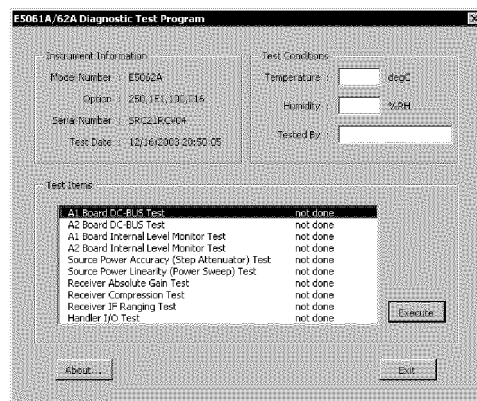 E5061A/62A Diagnostic Test Program
Instrument Information
Model Number : E5062A
Option : 250,1E1,100,016
Serial Number :
Test Date : 12/16/2003 20:50:05
Test Conditions
Temperature : degC
Humidity : %RH
Tested By :
Test Items
A1 Board DC-BUS Test not done
A2 Board DC-BUS Test not done
A1 Board Internal Level Monitor Test not done
A2 Board Internal Level Monitor Test not done
Source Power Accuracy (Step Attenuator) Test not done
Source Power Linearity (Power Sweep) Test not done
Receiver Absolute Gain Test not done
Receiver Compression Test not done
Receiver IF Ranging Test not done
Handler I/O Test not done
Execute
About...
Exit